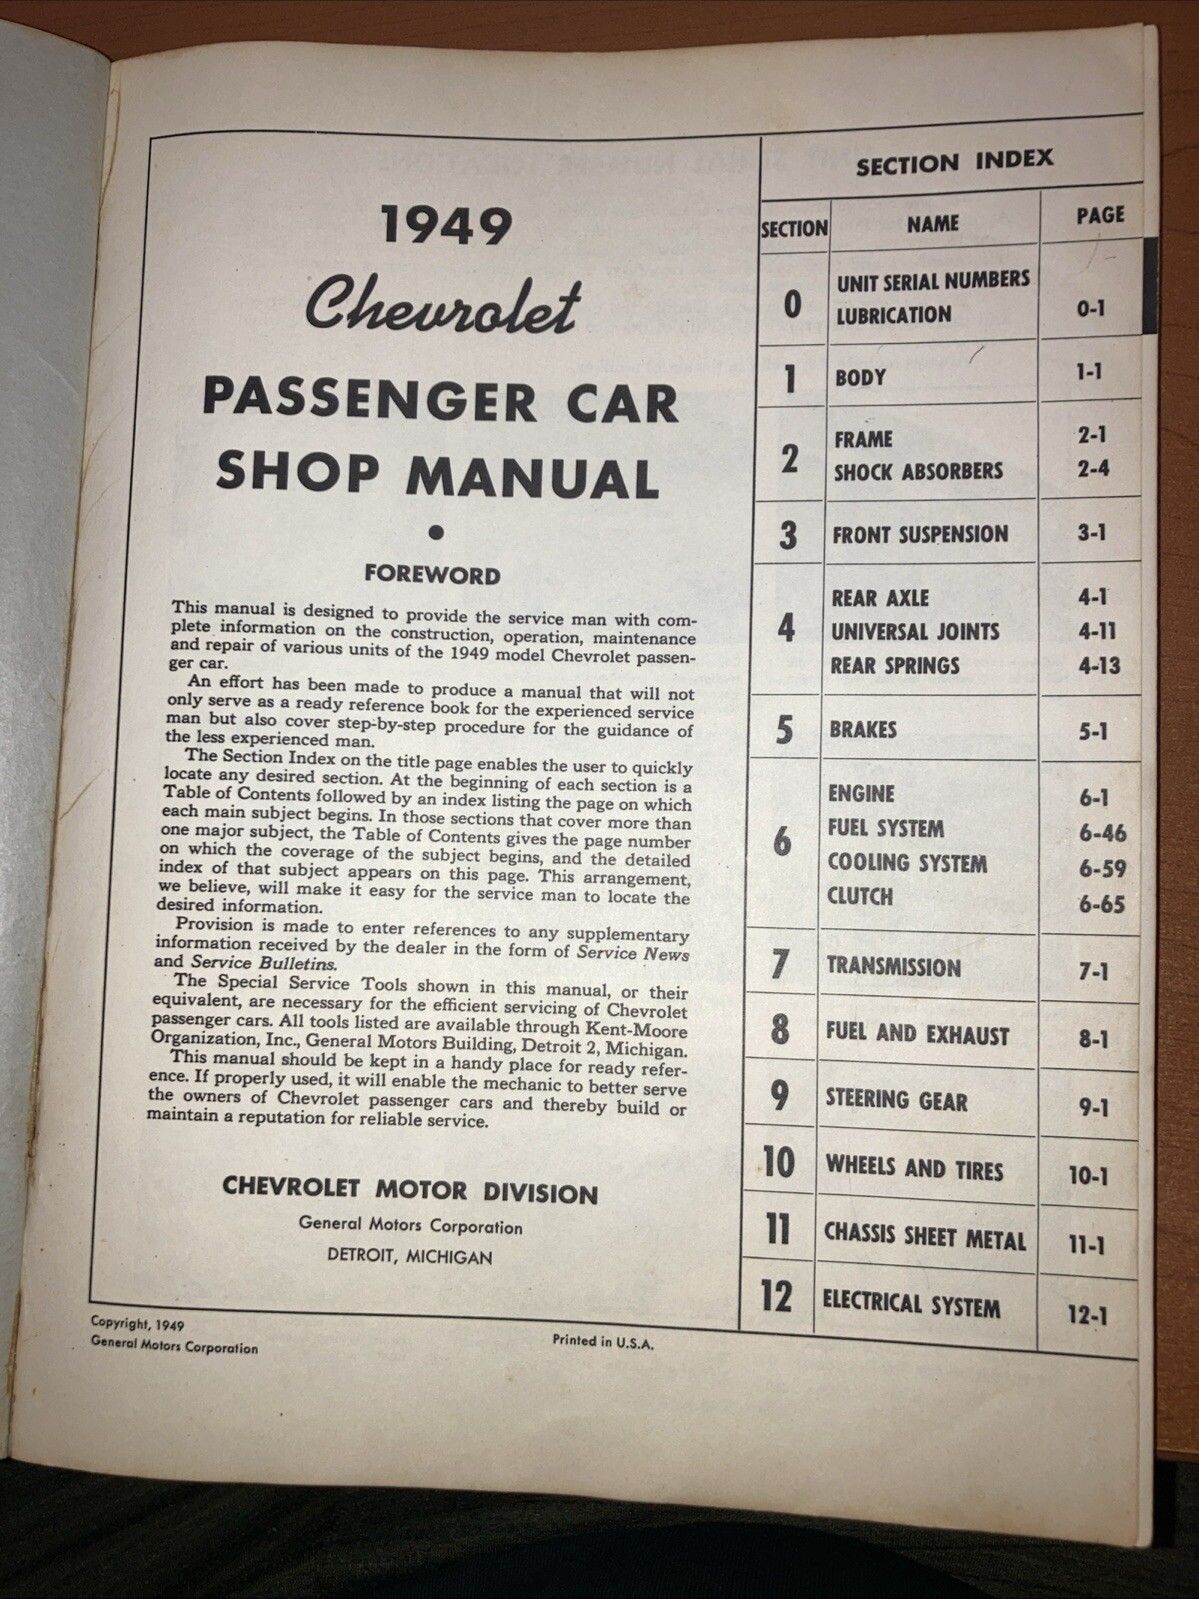 1949
Chevrolet
PASSENGER CAR
SHOP MANUAL
•
FOREWORD
This manual is designed to provide the service man with com-
plete information on the construction, operation, maintenance
and repair of various units of the 1949 model Chevrolet passen-
ger car.
An effort has been made to produce a manual that will not
only serve as a ready reference book for the experienced service
man but also cover step-by-step procedure for the guidance of
the less experienced man.
The Section Index on the title page enables the user to quickly
locate any desired section. At the beginning of each section is a
Table of Contents followed by an index listing the page on which
each main subject begins. In those sections that cover more than
one major subject, the Table of Contents gives the page number
on which the coverage of the subject begins, and the detailed
index of that subject appears on this page. This arrangement,
we believe, will make it easy for the service man to locate the
desired information.
Provision is made to enter references to any supplementary
information received by the dealer in the form of Service News
and Service Bulletins.
The Special Service Tools shown in this manual, or their
equivalent, are necessary for the efficient servicing of Chevrolet
passenger cars. All tools listed are available through Kent-Moore
Organization, Inc., General Motors Building, Detroit 2, Michigan.
This manual should be kept in a handy place for ready refer-
ence. If properly used, it will enable the mechanic to better serve
the owners of Chevrolet passenger cars and thereby build or
maintain a reputation for reliable service.
CHEVROLET MOTOR DIVISION
General Motors Corporation
DETROIT, MICHIGAN
Copyright, 1949
General Motors Corporation
Printed in U.S.A.
SECTION INDEX
SECTION NAME PAGE
0 UNIT SERIAL NUMBERS
LUBRICATION 0-1
1 BODY 1-1
2 FRAME 2-1
SHOCK ABSORBERS 2-4
3 FRONT SUSPENSION 3-1
4 REAR AXLE 4-1
UNIVERSAL JOINTS 4-11
REAR SPRINGS 4-13
5 BRAKES 5-1
6 ENGINE 6-1
FUEL SYSTEM 6-46
COOLING SYSTEM 6-59
CLUTCH 6-65
7 TRANSMISSION 7-1
8 FUEL AND EXHAUST 8-1
9 STEERING GEAR 9-1
10 WHEELS AND TIRES 10-1
11 CHASSIS SHEET METAL 11-1
12 ELECTRICAL SYSTEM 12-1